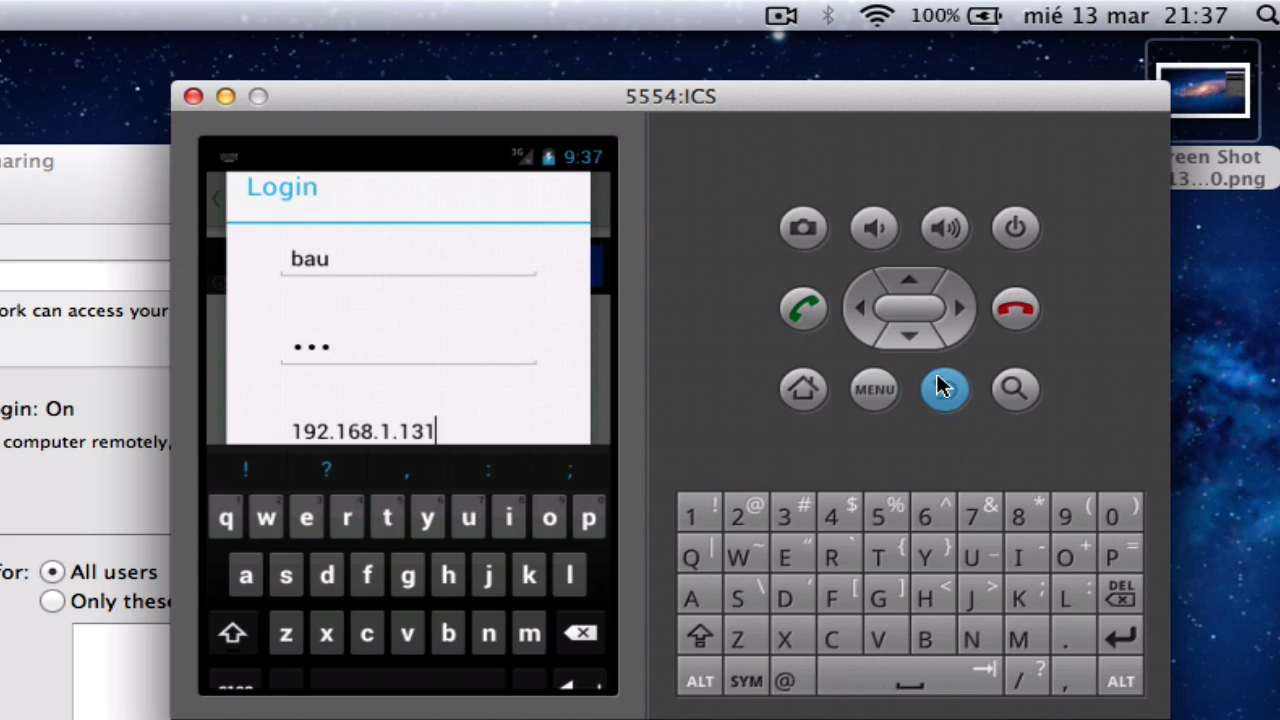 100% mié 13 mar 21:37
5554:ICS
reen Shot
13...0.png
aring
ork can access your
gin: On
computer remotely,
for:
All users
Only these
3G 9:37
Login
bau
•••
192.168.1.131
! ? , : ;
q w e r t y u i o p
a s d f g h j k l
z x c v b n m
MENU
1 ! 2 @ 3 # 4 $ 5 % 6 ^ 7 & 8 * 9 ( 0 )
Q | W ~ E ” R ` T { Y } U _ I - O + P =
A S \ D ' F [ G ] H < J > K ; L : DEL
Z X C V B N M .
ALT SYM @ / ? , ALT